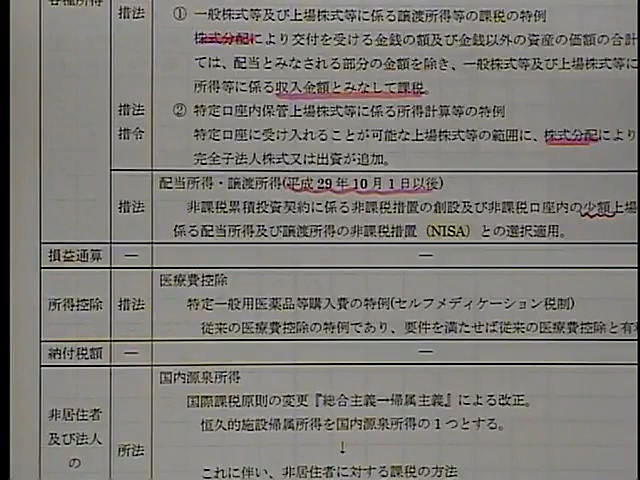 各種所得
措法 ① 一般株式等及び上場株式等に係る譲渡所得等の課税の特例
株式分配により交付を受ける金銭の額及び金銭以外の資産の価額の合計
ては、配当とみなされる部分の金額を除き、一般株式等及び上場株式等に
所得等に係る収入金額とみなして課税。
措法 ② 特定口座内保管上場株式等に係る所得計算等の特例
措令 特定口座に受け入れることが可能な上場株式等の範囲に、株式分配により
完全子法人株式又は出資が追加。
配当所得・譲渡所得(平成29年10月1日以後)
措法 非課税累積投資契約に係る非課税措置の創設及び非課税口座内の少額上場
係る配当所得及び譲渡所得の非課税措置（NISA）との選択適用。
損益通算 ― ―
医療費控除
所得控除 措法 特定一般用医薬品等購入費の特例(セルフメディケーション税制)
従来の医療費控除の特例であり、要件を満たせば従来の医療費控除と有
納付税額 ― ―
国内源泉所得
国際課税原則の変更『総合主義→帰属主義』による改正。
非居住者 恒久的施設帰属所得を国内源泉所得の1つとする。
及び法人
の 所法 ↓
これに伴い、非居住者に対する課税の方法